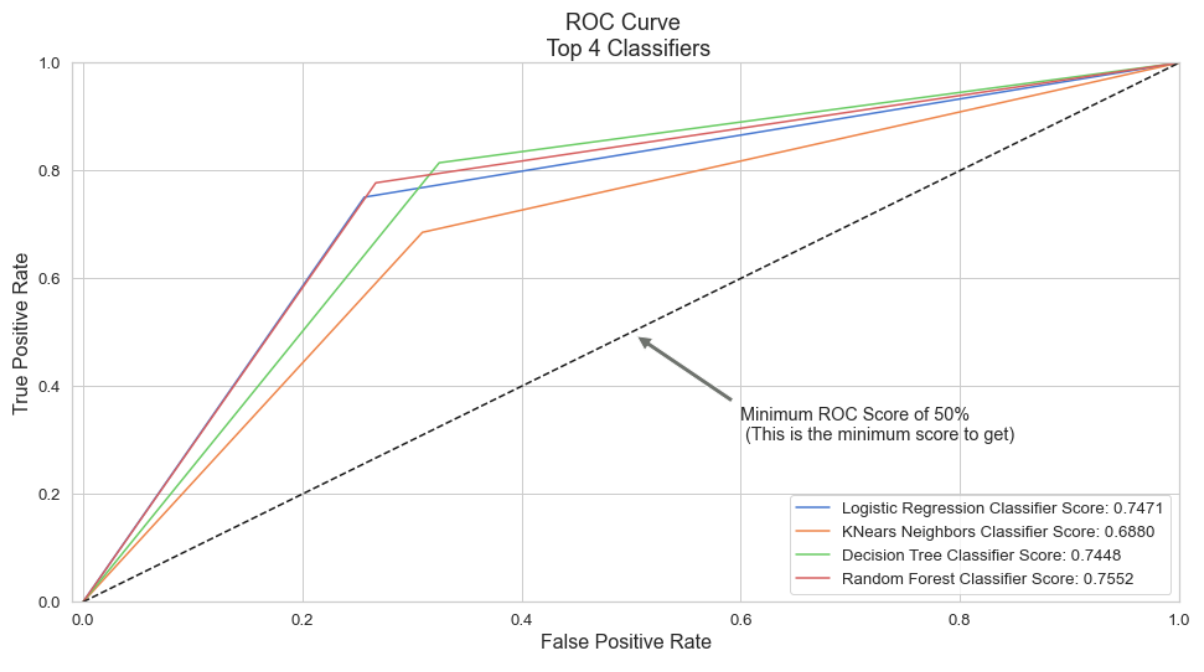 ROC Curve
Top 4 Classifiers
True Positive Rate
1.0
0.8
0.6
0.4
0.2
0.0
Minimum ROC Score of 50%
(This is the minimum score to get)
Logistic Regression Classifier Score: 0.7471
KNears Neighbors Classifier Score: 0.6880
Decision Tree Classifier Score: 0.7448
Random Forest Classifier Score: 0.7552
0.0 0.2 0.4 0.6 0.8 1.0
False Positive Rate